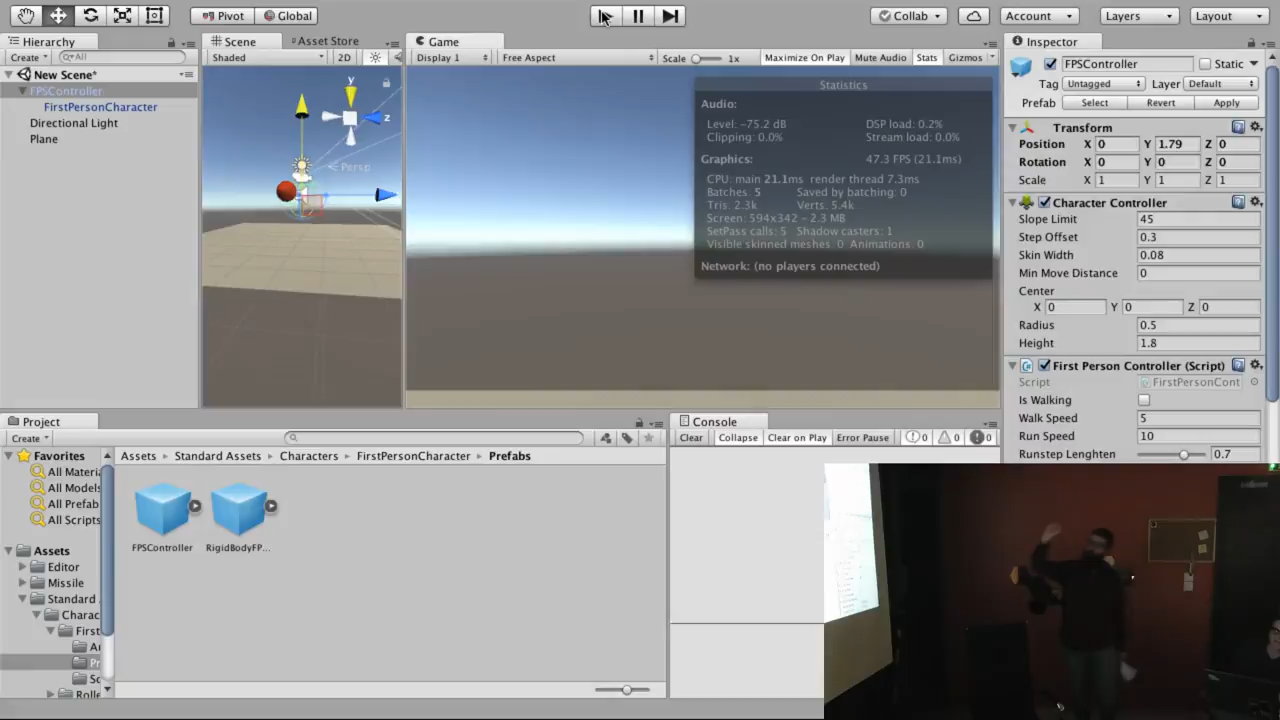 Pivot Global Collab Account Layers Layout
Hierarchy
Create All
New Scene*
FPSController
FirstPersonCharacter
Directional Light
Plane
Scene Asset Store
Shaded 2D
y
z
Persp
Game
Display 1 Free Aspect Scale 1x Maximize On Play Mute Audio Stats Gizmos
Statistics
Audio:
Level: -75.2 dB DSP load: 0.2%
Clipping: 0.0% Stream load: 0.0%
Graphics: 47.3 FPS (21.1ms)
CPU: main 21.1ms render thread 7.3ms
Batches: 5 Saved by batching: 0
Tris: 2.3k Verts: 5.4k
Screen: 594x342 - 2.3 MB
SetPass calls: 5 Shadow casters: 1
Visible skinned meshes: 0 Animations: 0
Network: (no players connected)
Inspector
FPSController Static
Tag Untagged Layer Default
Prefab Select Revert Apply
Transform
Position X 0 Y 1.79 Z 0
Rotation X 0 Y 0 Z 0
Scale X 1 Y 1 Z 1
Character Controller
Slope Limit 45
Step Offset 0.3
Skin Width 0.08
Min Move Distance 0
Center
X 0 Y 0 Z 0
Radius 0.5
Height 1.8
First Person Controller (Script)
Script FirstPersonCont
Is Walking
Walk Speed 5
Run Speed 10
Runstep Lenghten 0.7
Project
Create
Favorites
All Materia
All Models
All Prefab
All Scripts
Assets
Editor
Missile
Standard
Charac
First
Pr
Rolle
Assets Standard Assets Characters FirstPersonCharacter Prefabs
FPSController RigidBodyFP...
Console
Clear Collapse Clear on Play Error Pause 0 0 0